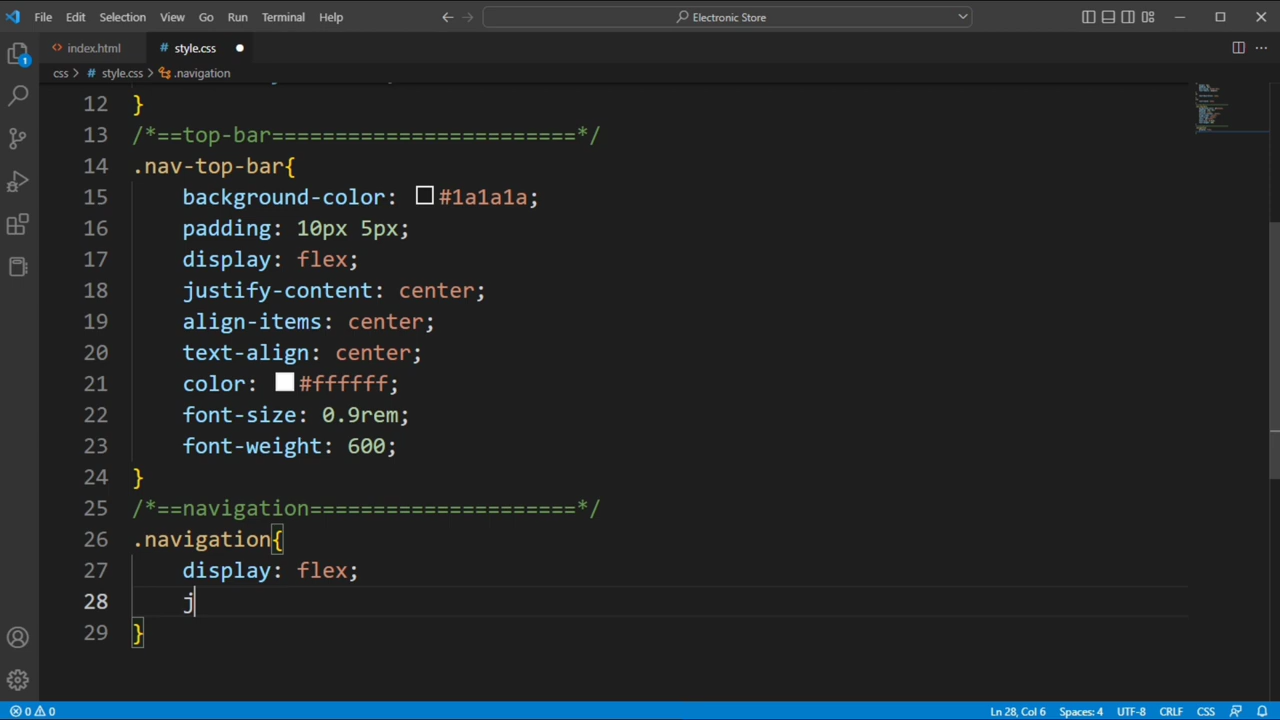 File Edit Selection View Go Run Terminal Help Electronic Store
index.html style.css
css > style.css > .navigation
12 }
13 /*==top-bar========================*/
14 .nav-top-bar{
15 background-color: #1a1a1a;
16 padding: 10px 5px;
17 display: flex;
18 justify-content: center;
19 align-items: center;
20 text-align: center;
21 color: #ffffff;
22 font-size: 0.9rem;
23 font-weight: 600;
24 }
25 /*==navigation=====================*/
26 .navigation{
27 display: flex;
28 j
29 }
1
0 0 Ln 28, Col 6 Spaces: 4 UTF-8 CRLF CSS